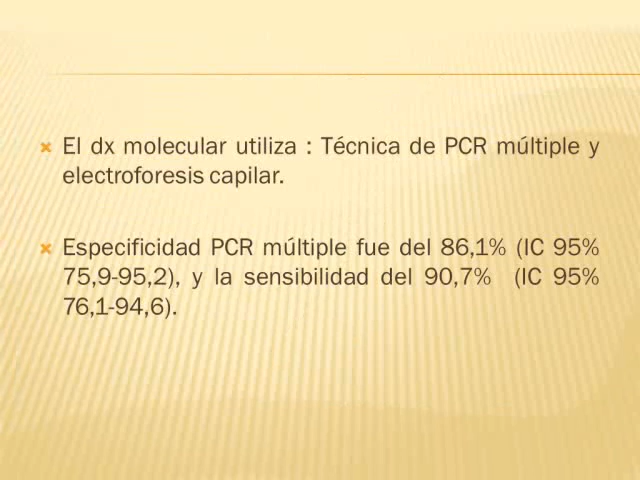 El dx molecular utiliza : Técnica de PCR múltiple y
electroforesis capilar.
Especificidad PCR múltiple fue del 86,1% (IC 95%
75,9-95,2), y la sensibilidad del 90,7% (IC 95%
76,1-94,6).